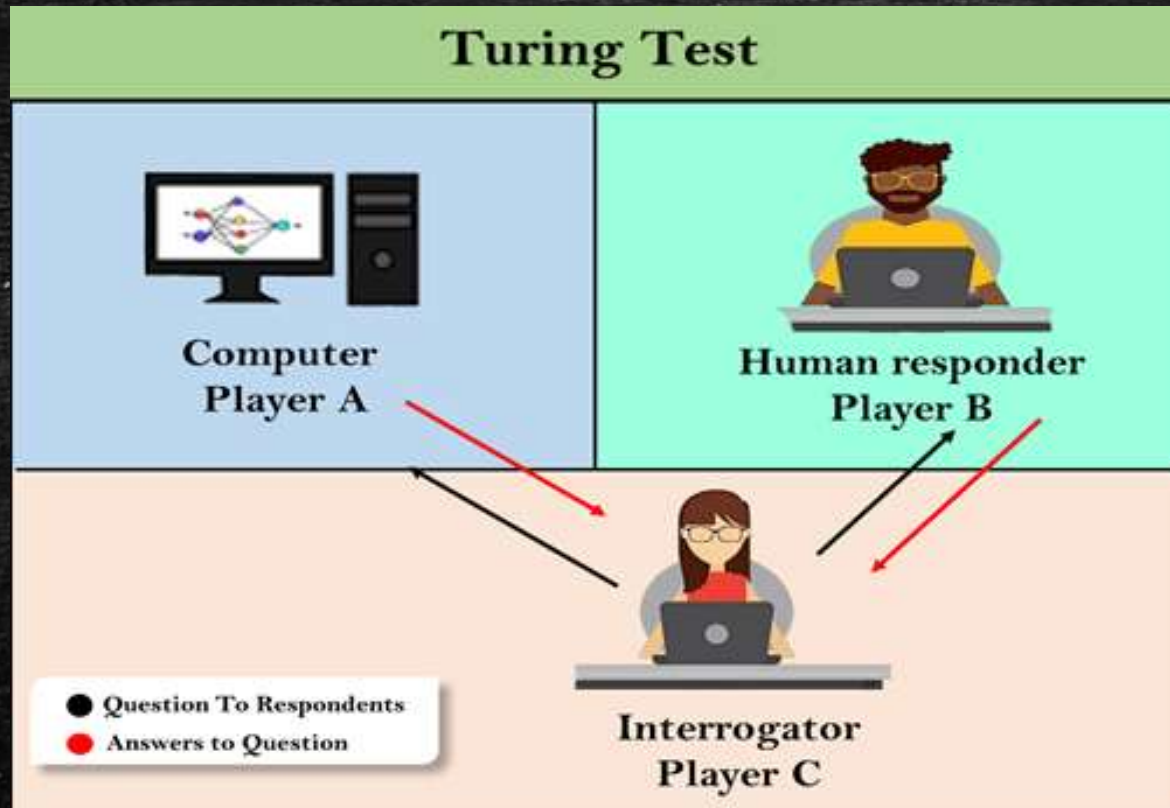 Turing Test
Computer
Player A
Human responder
Player B
Question To Respondents
Answers to Question
Interrogator
Player C